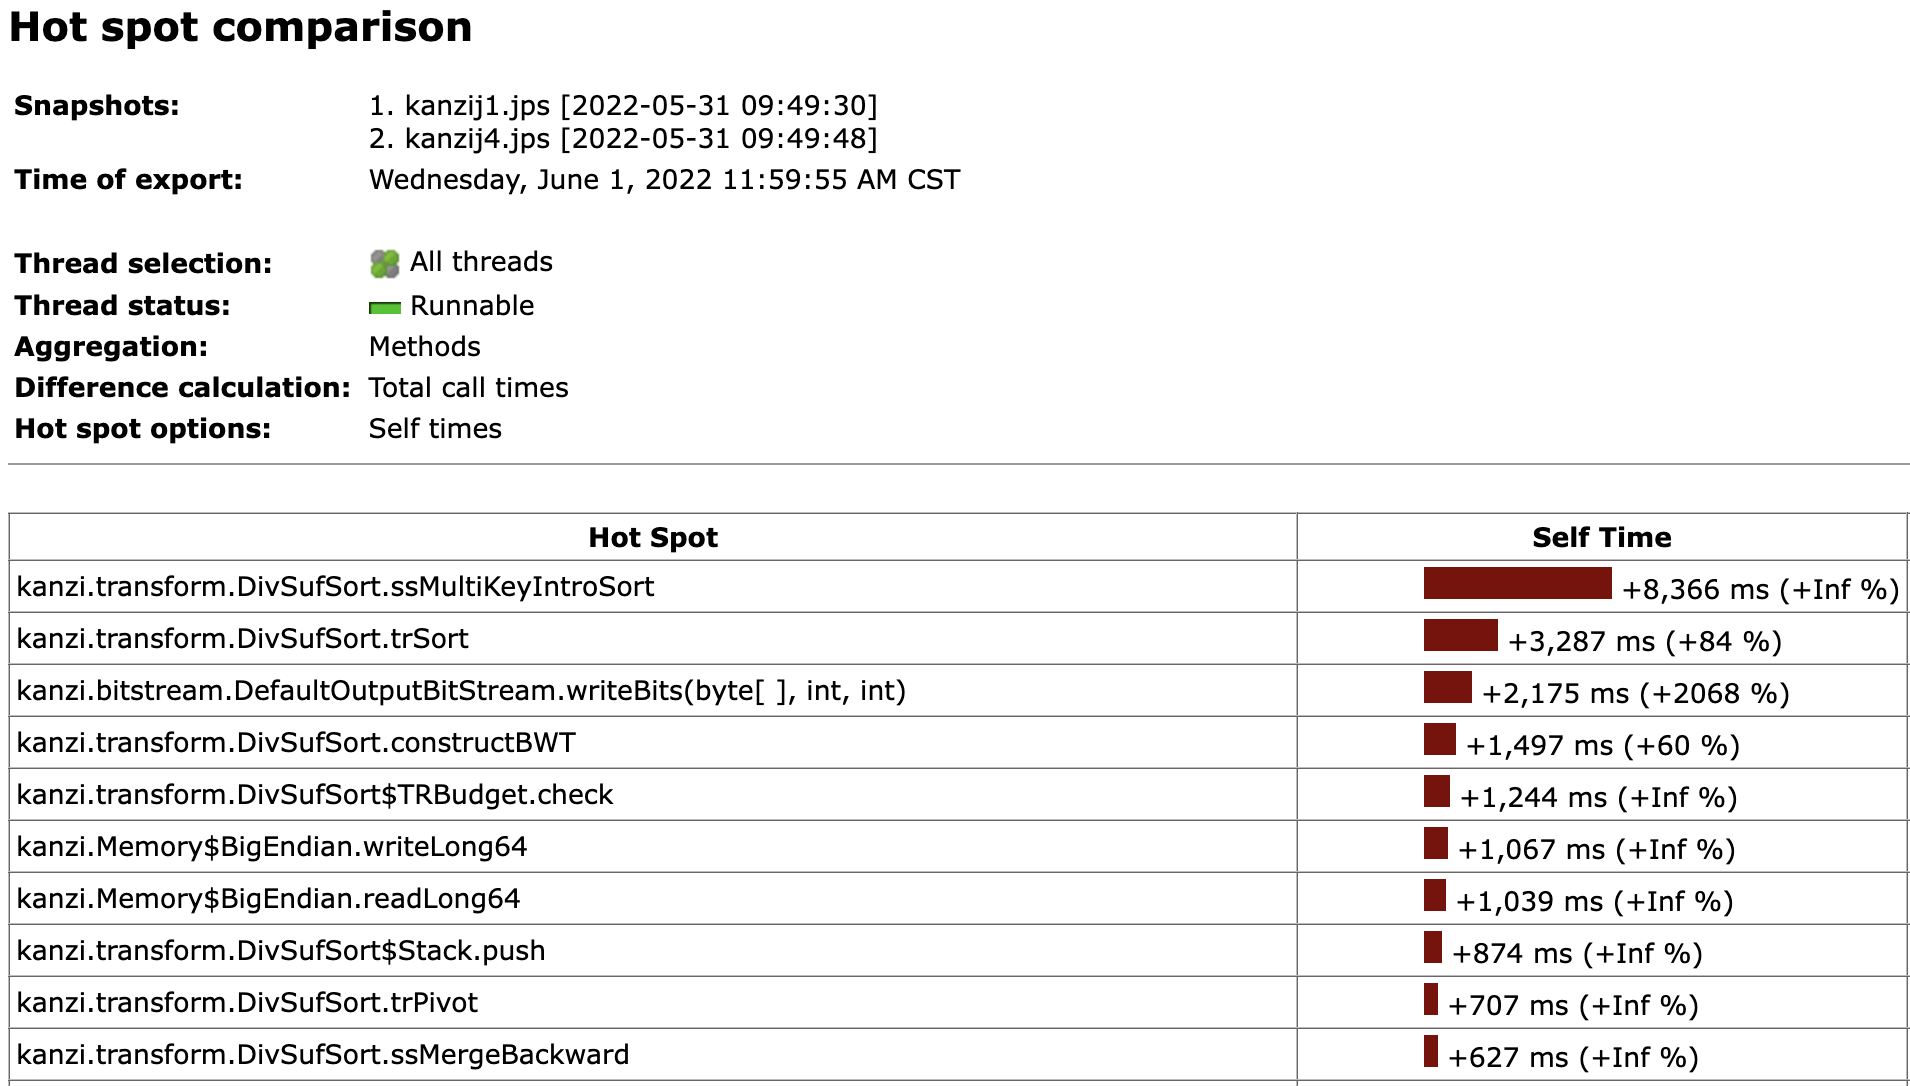 Hot spot comparison
Snapshots: 1. kanzij1.jps [2022-05-31 09:49:30]
2. kanzij4.jps [2022-05-31 09:49:48]
Time of export: Wednesday, June 1, 2022 11:59:55 AM CST
Thread selection: All threads
Thread status: Runnable
Aggregation: Methods
Difference calculation: Total call times
Hot spot options: Self times
Hot Spot Self Time
kanzi.transform.DivSufSort.ssMultiKeyIntroSort +8,366 ms (+Inf %)
kanzi.transform.DivSufSort.trSort +3,287 ms (+84 %)
kanzi.bitstream.DefaultOutputBitStream.writeBits(byte[ ], int, int) +2,175 ms (+2068 %)
kanzi.transform.DivSufSort.constructBWT +1,497 ms (+60 %)
kanzi.transform.DivSufSort$TRBudget.check +1,244 ms (+Inf %)
kanzi.Memory$BigEndian.writeLong64 +1,067 ms (+Inf %)
kanzi.Memory$BigEndian.readLong64 +1,039 ms (+Inf %)
kanzi.transform.DivSufSort$Stack.push +874 ms (+Inf %)
kanzi.transform.DivSufSort.trPivot +707 ms (+Inf %)
kanzi.transform.DivSufSort.ssMergeBackward +627 ms (+Inf %)